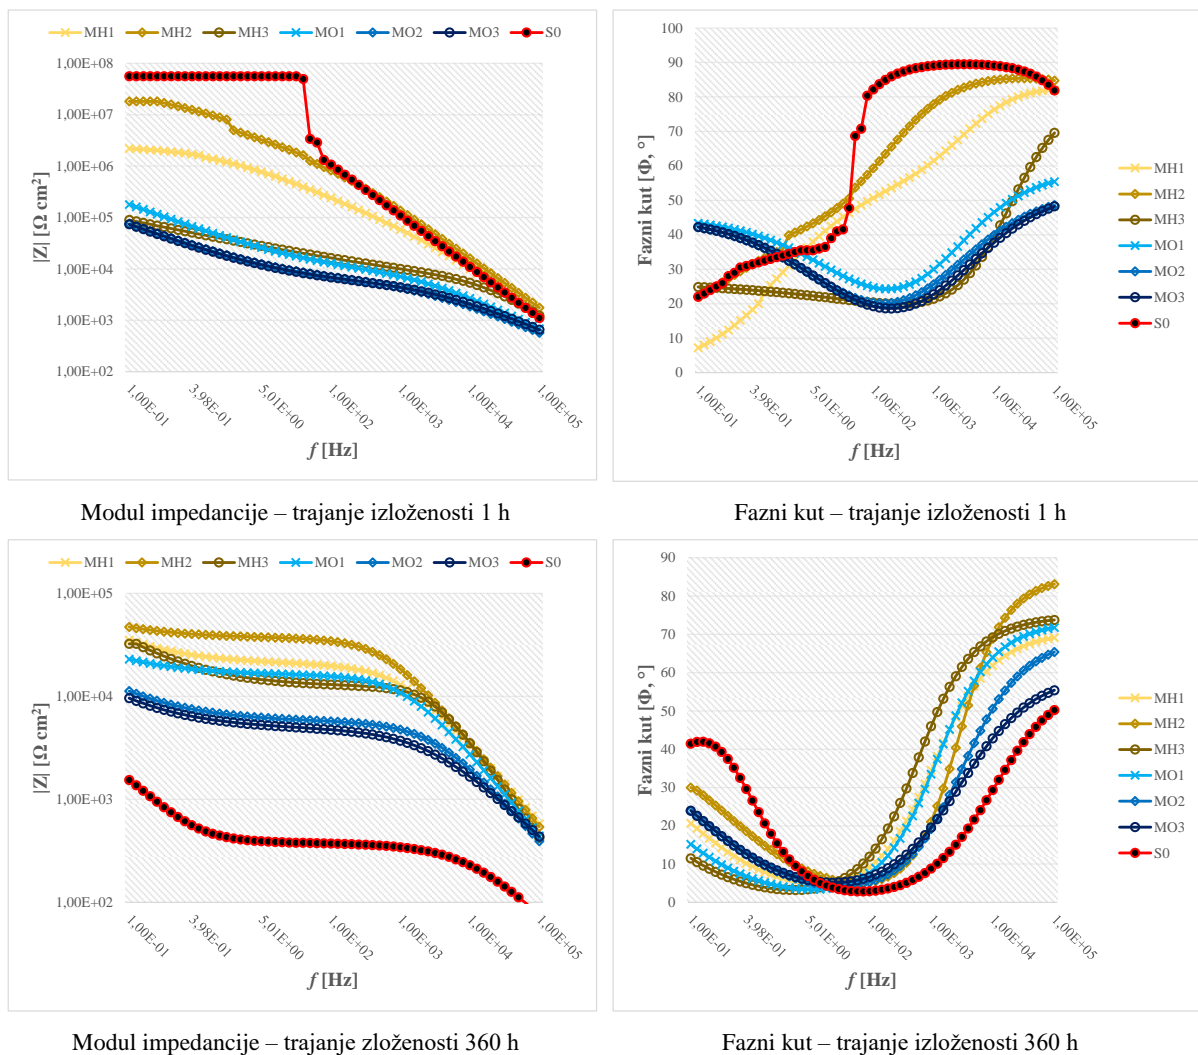 MH1 MH2 MH3 MO1 MO2 MO3 S0
1,00E+08
1,00E+07
1,00E+06
1,00E+05
1,00E+04
1,00E+03
1,00E+02
|Z| [Ω cm²]
1,00E-01
3,98E-01
5,01E+00
1,00E+02
1,00E+03
1,00E+04
1,00E+05
f [Hz]
Modul impedancije – trajanje izloženosti 1 h
100
90
80
70
60
50
40
30
20
10
0
Fazni kut [Φ, °]
1,00E-01
3,98E-01
5,01E+00
1,00E+02
1,00E+03
1,00E+04
1,00E+05
f [Hz]
MH1
MH2
MH3
MO1
MO2
MO3
S0
Fazni kut – trajanje izloženosti 1 h
MH1 MH2 MH3 MO1 MO2 MO3 S0
1,00E+05
1,00E+04
1,00E+03
1,00E+02
|Z| [Ω cm²]
1,00E-01
3,98E-01
5,01E+00
1,00E+02
1,00E+03
1,00E+04
1,00E+05
f [Hz]
Modul impedancije – trajanje zloženosti 360 h
90
80
70
60
50
40
30
20
10
0
Fazni kut [Φ, °]
1,00E-01
3,98E-01
5,01E+00
1,00E+02
1,00E+03
1,00E+04
1,00E+05
f [Hz]
MH1
MH2
MH3
MO1
MO2
MO3
S0
Fazni kut – trajanje izloženosti 360 h